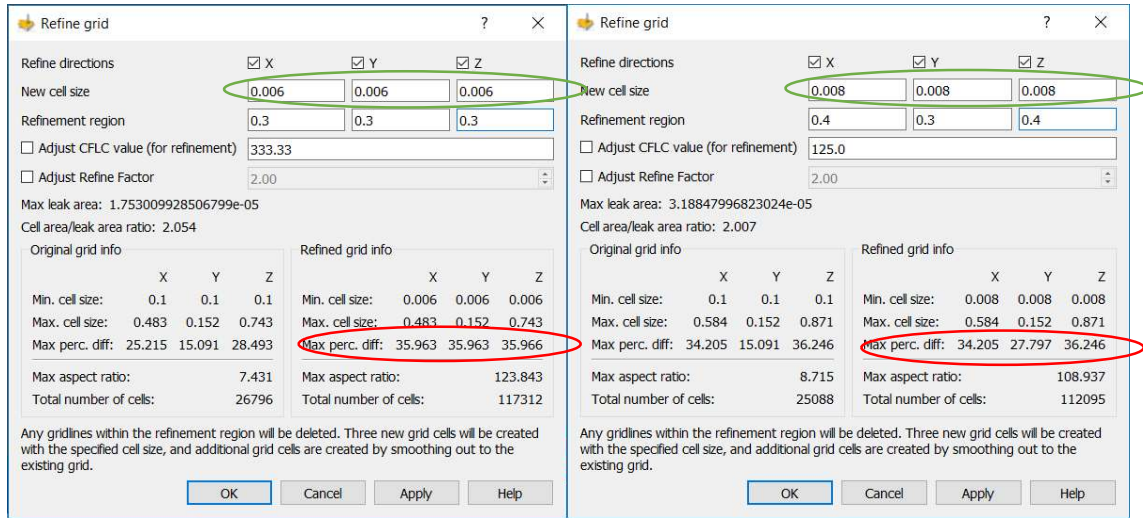 Refine grid ?
Refine directions X Y Z
New cell size 0.006 0.006 0.006
Refinement region 0.3 0.3 0.3
Adjust CFLC value (for refinement) 333.33
Adjust Refine Factor 2.00
Max leak area: 1.753009928506799e-05
Cell area/leak area ratio: 2.054
Original grid info
X Y Z
Min. cell size: 0.1 0.1 0.1
Max. cell size: 0.483 0.152 0.743
Max perc. diff: 25.215 15.091 28.493
Max aspect ratio: 7.431
Total number of cells: 26796
Refined grid info
X Y Z
Min. cell size: 0.006 0.006 0.006
Max. cell size: 0.483 0.152 0.743
Max perc. diff: 35.963 35.963 35.966
Max aspect ratio: 123.843
Total number of cells: 117312
Any gridlines within the refinement region will be deleted. Three new grid cells will be created
with the specified cell size, and additional grid cells are created by smoothing out to the
existing grid.
OK Cancel Apply Help
Refine grid ?
Refine directions X Y Z
New cell size 0.008 0.008 0.008
Refinement region 0.4 0.3 0.4
Adjust CFLC value (for refinement) 125.0
Adjust Refine Factor 2.00
Max leak area: 3.18847996823024e-05
Cell area/leak area ratio: 2.007
Original grid info
X Y Z
Min. cell size: 0.1 0.1 0.1
Max. cell size: 0.584 0.152 0.871
Max perc. diff: 34.205 15.091 36.246
Max aspect ratio: 8.715
Total number of cells: 25088
Refined grid info
X Y Z
Min. cell size: 0.008 0.008 0.008
Max. cell size: 0.584 0.152 0.871
Max perc. diff: 34.205 27.797 36.246
Max aspect ratio: 108.937
Total number of cells: 112095
Any gridlines within the refinement region will be deleted. Three new grid cells will be created
with the specified cell size, and additional grid cells are created by smoothing out to the
existing grid.
OK Cancel Apply Help